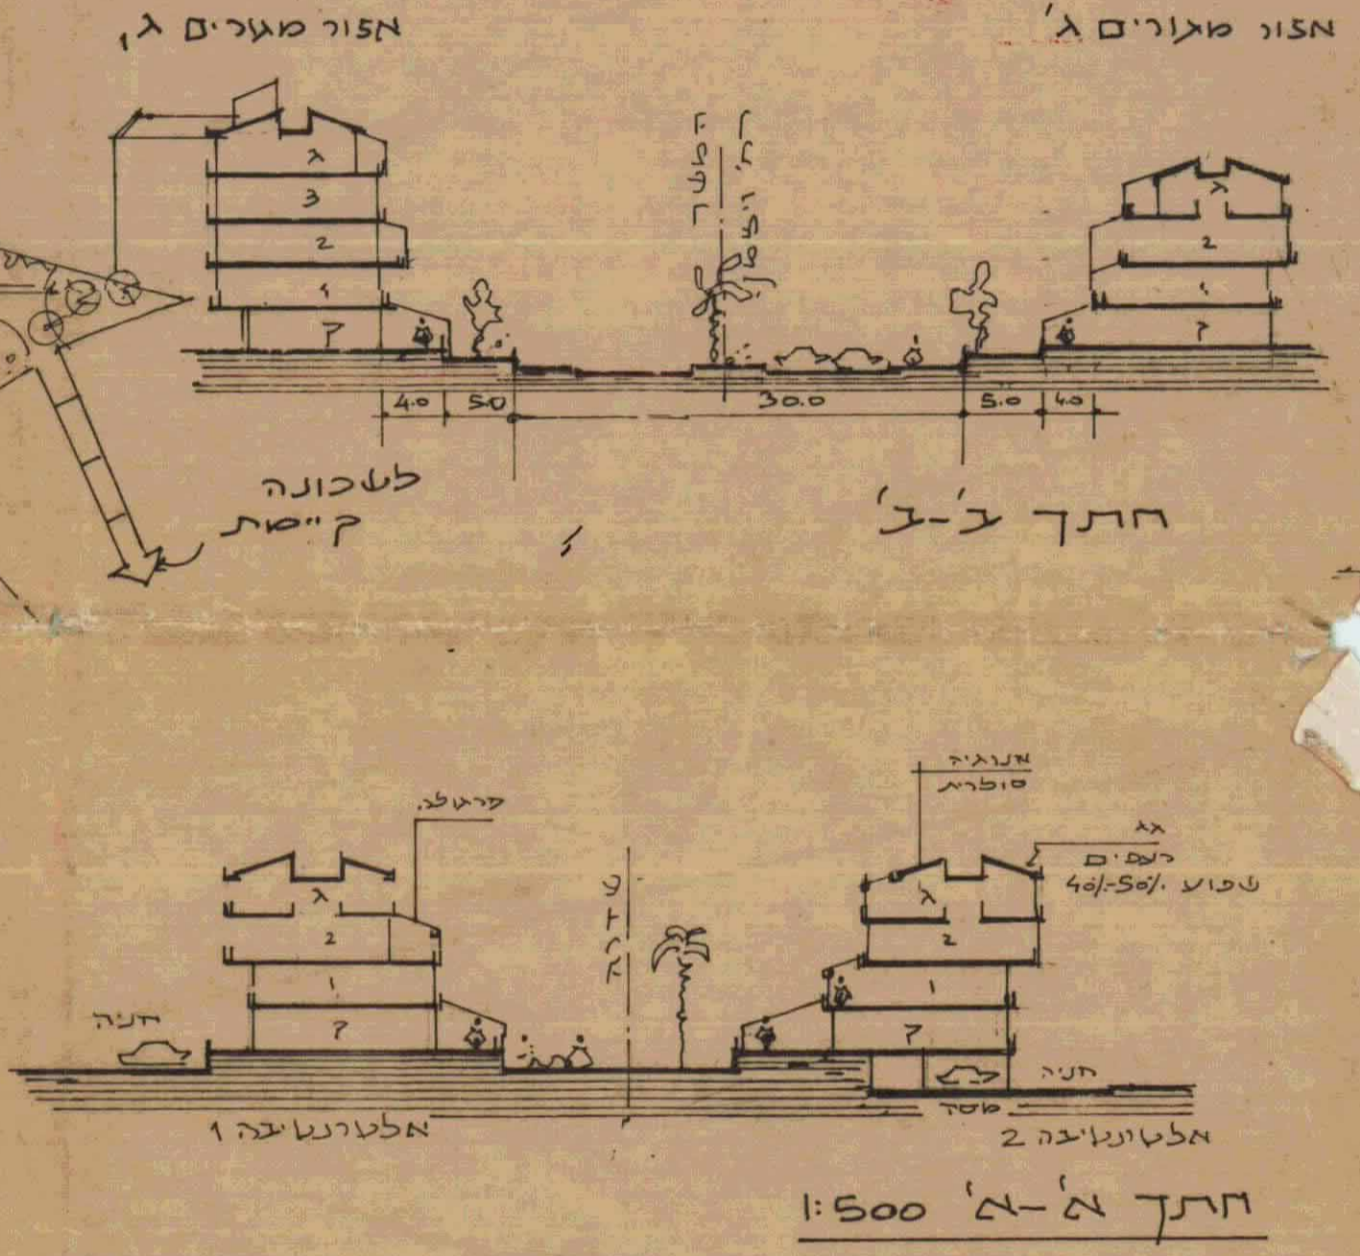 אזור מגורים ג'
אזור מגורים ג'
ג
3
2
1
ק
ג
2
1
ק
4.0
5.0
30.0
5.0
4.0
לשכונה
קיימת
חתך ב'-ב'
אנרגיה
סולרית
פרגולה
גג
רעפים
שפוע 40%-50%
ג
2
1
ק
שדרה
ג
2
1
ק
חניה
חניה
מסד
אלטרנטיבה 1
אלטרנטיבה 2
חתך א'-א' 1:500